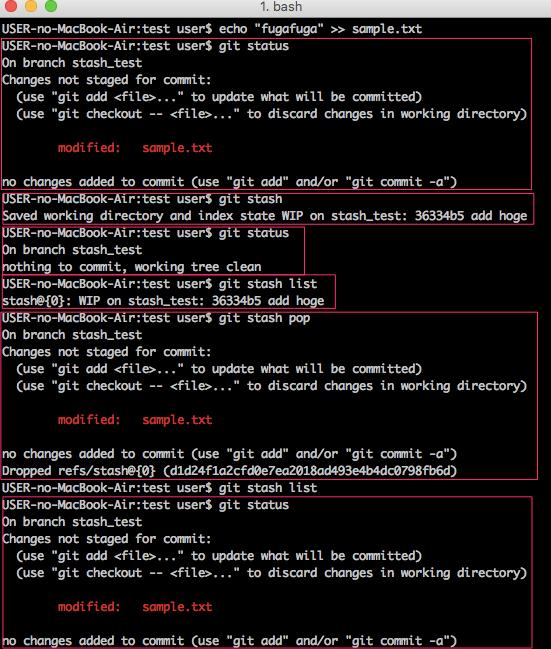 1. bash
USER-no-MacBook-Air:test user$ echo "fugafuga" >> sample.txt
USER-no-MacBook-Air:test user$ git status
On branch stash_test
Changes not staged for commit:
  (use "git add <file>..." to update what will be committed)
  (use "git checkout -- <file>..." to discard changes in working directory)
        modified:   sample.txt
no changes added to commit (use "git add" and/or "git commit -a")
USER-no-MacBook-Air:test user$ git stash
Saved working directory and index state WIP on stash_test: 36334b5 add hoge
USER-no-MacBook-Air:test user$ git status
On branch stash_test
nothing to commit, working tree clean
USER-no-MacBook-Air:test user$ git stash list
stash@{0}: WIP on stash_test: 36334b5 add hoge
USER-no-MacBook-Air:test user$ git stash pop
On branch stash_test
Changes not staged for commit:
  (use "git add <file>..." to update what will be committed)
  (use "git checkout -- <file>..." to discard changes in working directory)
        modified:   sample.txt
no changes added to commit (use "git add" and/or "git commit -a")
Dropped refs/stash@{0} (d1d24f1a2cfd0e7ea2018ad493e4b4dc0798fb6d)
USER-no-MacBook-Air:test user$ git stash list
USER-no-MacBook-Air:test user$ git status
On branch stash_test
Changes not staged for commit:
  (use "git add <file>..." to update what will be committed)
  (use "git checkout -- <file>..." to discard changes in working directory)
        modified:   sample.txt
no changes added to commit (use "git add" and/or "git commit -a")